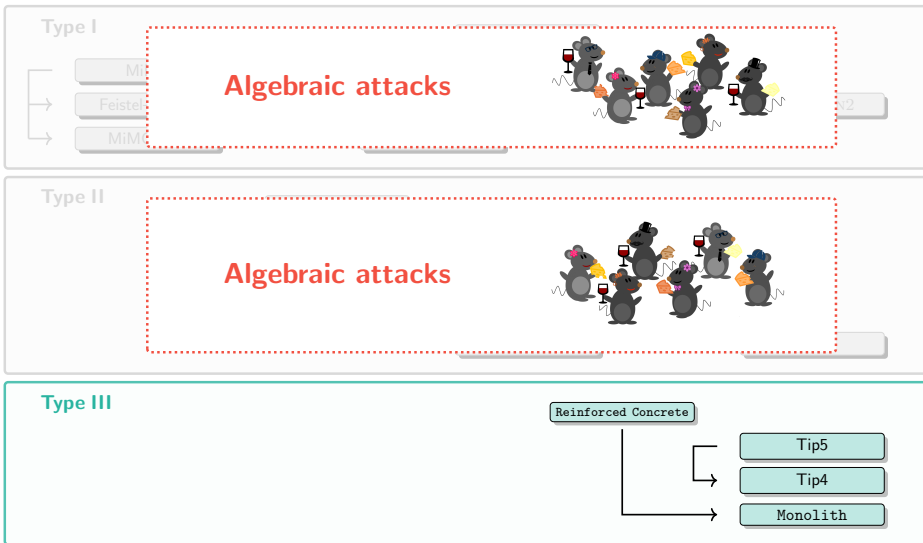 Type I
Algebraic attacks
Type II
Algebraic attacks
Type III
Reinforced Concrete
Tip5
Tip4
Monolith